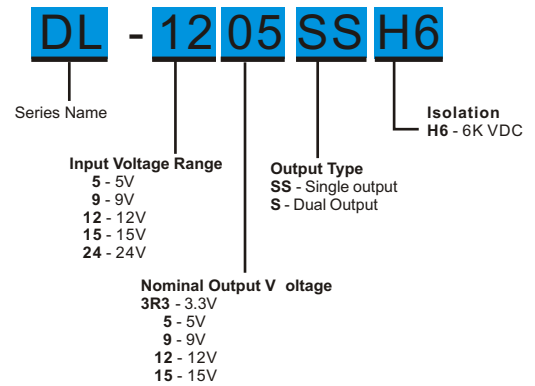 DL - 12 05 SS H6
Series Name
Isolation
H6 - 6K VDC
Input Voltage Range
5 - 5V
9 - 9V
12 - 12V
15 - 15V
24 - 24V
Output Type
SS - Single output
S - Dual Output
Nominal Output V oltage
3R3 - 3.3V
5 - 5V
9 - 9V
12 - 12V
15 - 15V